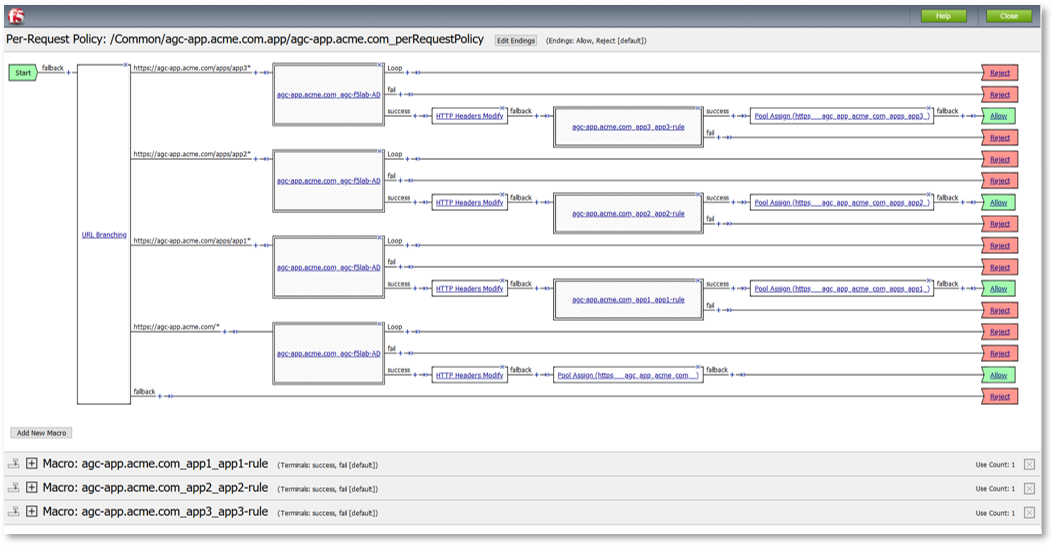 f5
Help
Close
Per-Request Policy: /Common/agc-app.acme.com.app/agc-app.acme.com_perRequestPolicy
Edit Endings
(Endings: Allow, Reject [default])
Start
fallback
+
URL Branching
x
https://agc-app.acme.com/apps/app3* +
agc-app.acme.com_agc-f5lab-AD
x
Loop +
Reject
fail +
Reject
success +
HTTP Headers Modify
x
fallback +
agc-app.acme.com_app3_app3-rule
x
success +
Pool Assign (https___agc_app_acme_com_apps_app3_)
x
fallback +
Allow
fail +
Reject
https://agc-app.acme.com/apps/app2* +
agc-app.acme.com_agc-f5lab-AD
x
Loop +
Reject
fail +
Reject
success +
HTTP Headers Modify
x
fallback +
agc-app.acme.com_app2_app2-rule
x
success +
Pool Assign (https___agc_app_acme_com_apps_app2_)
x
fallback +
Allow
fail +
Reject
https://agc-app.acme.com/apps/app1* +
agc-app.acme.com_agc-f5lab-AD
x
Loop +
Reject
fail +
Reject
success +
HTTP Headers Modify
x
fallback +
agc-app.acme.com_app1_app1-rule
x
success +
Pool Assign (https___agc_app_acme_com_apps_app1_)
x
fallback +
Allow
fail +
Reject
https://agc-app.acme.com/* +
agc-app.acme.com_agc-f5lab-AD
x
Loop +
Reject
fail +
Reject
success +
HTTP Headers Modify
x
fallback +
Pool Assign (https___agc_app_acme_com__)
x
fallback +
Allow
fallback +
Reject
Add New Macro
+ Macro: agc-app.acme.com_app1_app1-rule (Terminals: success, fail [default]) Use Count: 1 x
+ Macro: agc-app.acme.com_app2_app2-rule (Terminals: success, fail [default]) Use Count: 1 x
+ Macro: agc-app.acme.com_app3_app3-rule (Terminals: success, fail [default]) Use Count: 1 x